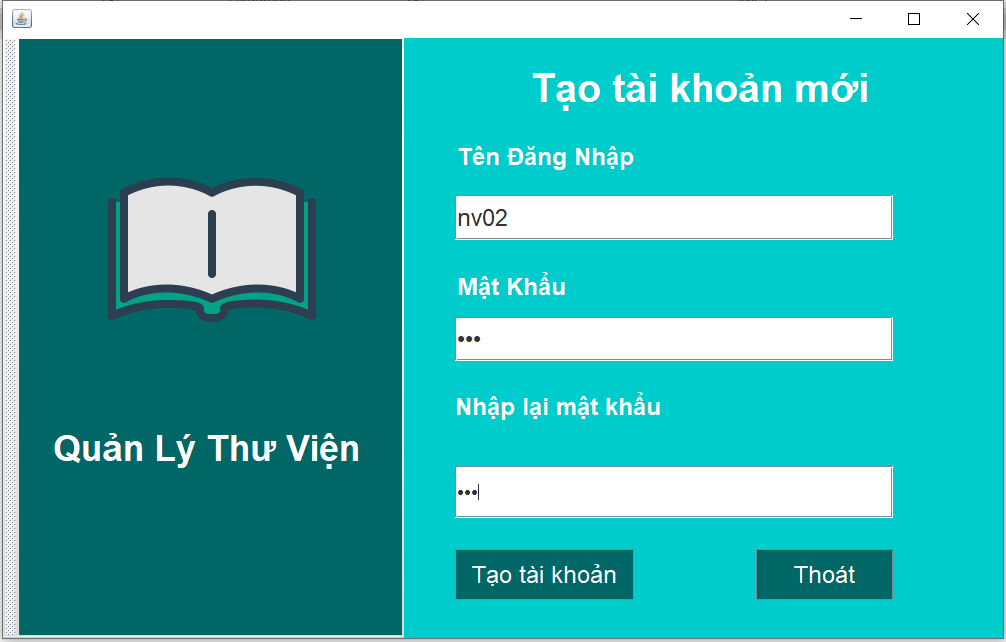 Quản Lý Thư Viện
Tạo tài khoản mới
Tên Đăng Nhập
nv02
Mật Khẩu
•••
Nhập lại mật khẩu
•••
Tạo tài khoản
Thoát